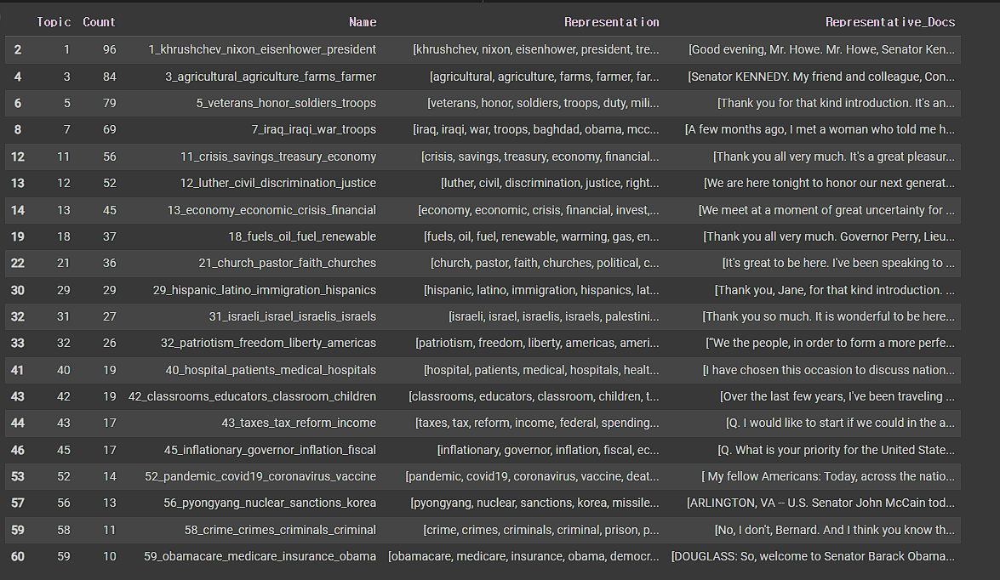 Topic Count Name Representation Representative_Docs
2 1 96 1_khrushchev_nixon_eisenhower_president [khrushchev, nixon, eisenhower, president, tre... [Good evening, Mr. Howe. Mr. Howe, Senator Ken...
4 3 84 3_agricultural_agriculture_farms_farmer [agricultural, agriculture, farms, farmer, far... [Senator KENNEDY. My friend and colleague, Con...
6 5 79 5_veterans_honor_soldiers_troops [veterans, honor, soldiers, troops, duty, mili... [Thank you for that kind introduction. It's an...
8 7 69 7_iraq_iraqi_war_troops [iraq, iraqi, war, troops, baghdad, obama, mcc... [A few months ago, I met a woman who told me h...
12 11 56 11_crisis_savings_treasury_economy [crisis, savings, treasury, economy, financial... [Thank you all very much. It's a great pleasur...
13 12 52 12_luther_civil_discrimination_justice [luther, civil, discrimination, justice, right... [We are here tonight to honor our next generat...
14 13 45 13_economy_economic_crisis_financial [economy, economic, crisis, financial, invest,... [We meet at a moment of great uncertainty for ...
19 18 37 18_fuels_oil_fuel_renewable [fuels, oil, fuel, renewable, warming, gas, en... [Thank you all very much. Governor Perry, Lieu...
22 21 36 21_church_pastor_faith_churches [church, pastor, faith, churches, political, c... [It's great to be here. I've been speaking to ...
30 29 29 29_hispanic_latino_immigration_hispanics [hispanic, latino, immigration, hispanics, lat... [Thank you, Jane, for that kind introduction. ...
32 31 27 31_israeli_israel_israelis_israels [israeli, israel, israelis, israels, palestini... [Thank you so much. It is wonderful to be here...
33 32 26 32_patriotism_freedom_liberty_americas [patriotism, freedom, liberty, americas, ameri... [“We the people, in order to form a more perfe...
41 40 19 40_hospital_patients_medical_hospitals [hospital, patients, medical, hospitals, healt... [I have chosen this occasion to discuss nation...
43 42 19 42_classrooms_educators_classroom_children [classrooms, educators, classroom, children, t... [Over the last few years, I've been traveling ...
44 43 17 43_taxes_tax_reform_income [taxes, tax, reform, income, federal, spending... [Q. I would like to start if we could in the a...
46 45 17 45_inflationary_governor_inflation_fiscal [inflationary, governor, inflation, fiscal, ec... [Q. What is your priority for the United State...
53 52 14 52_pandemic_covid19_coronavirus_vaccine [pandemic, covid19, coronavirus, vaccine, deat... [ My fellow Americans: Today, across the natio...
57 56 13 56_pyongyang_nuclear_sanctions_korea [pyongyang, nuclear, sanctions, korea, missile... [ARLINGTON, VA -- U.S. Senator John McCain tod...
59 58 11 58_crime_crimes_criminals_criminal [crime, crimes, criminals, criminal, prison, p... [No, I don't, Bernard. And I think you know th...
60 59 10 59_obamacare_medicare_insurance_obama [obamacare, medicare, insurance, obama, democr... [DOUGLASS: So, welcome to Senator Barack Obama...